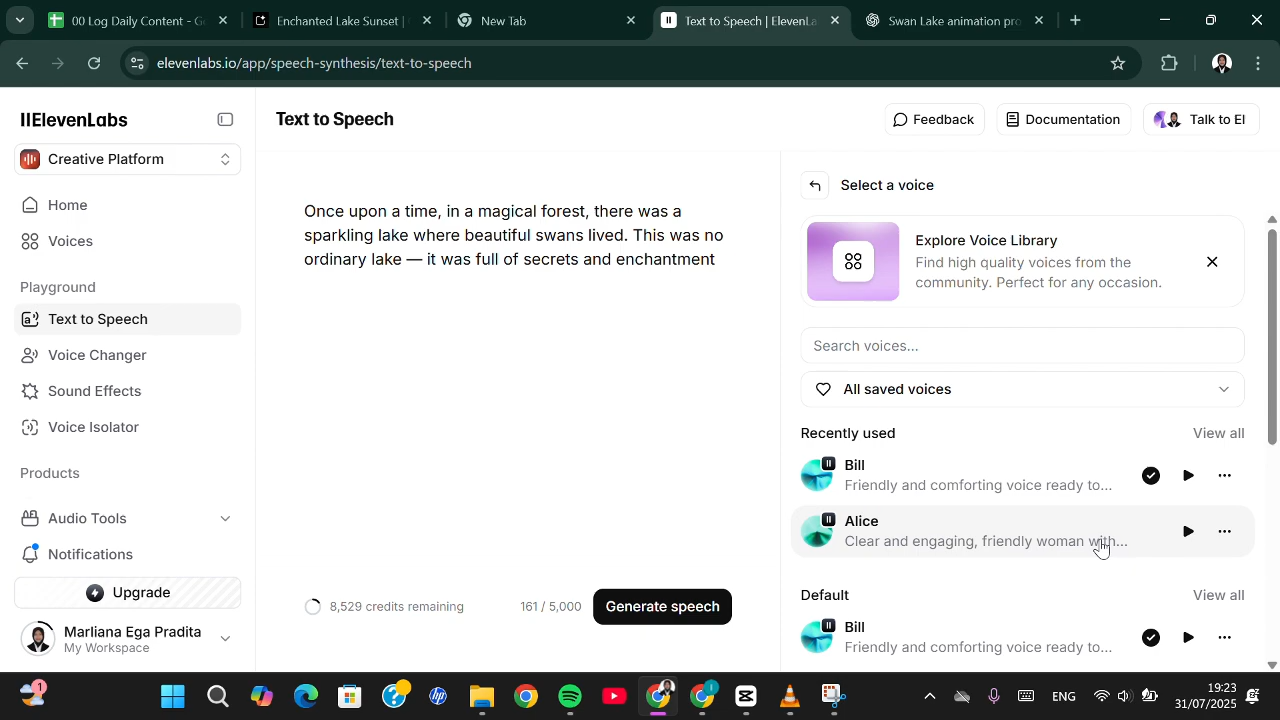 00 Log Daily Content - G
Enchanted Lake Sunset |
New Tab
Text to Speech | ElevenLa
Swan Lake animation pro
elevenlabs.io/app/speech-synthesis/text-to-speech
IIElevenLabs
Creative Platform
Home
Voices
Playground
Text to Speech
Voice Changer
Sound Effects
Voice Isolator
Products
Audio Tools
Notifications
Upgrade
Marliana Ega Pradita
My Workspace
Text to Speech
Feedback
Documentation
Talk to El
Once upon a time, in a magical forest, there was a
sparkling lake where beautiful swans lived. This was no
ordinary lake — it was full of secrets and enchantment
8,529 credits remaining
161 / 5,000
Generate speech
Select a voice
Explore Voice Library
Find high quality voices from the
community. Perfect for any occasion.
Search voices...
All saved voices
Recently used
View all
Bill
Friendly and comforting voice ready to...
Alice
Clear and engaging, friendly woman with...
Default
View all
Bill
Friendly and comforting voice ready to...
1
ENG
19:23
31/07/2025